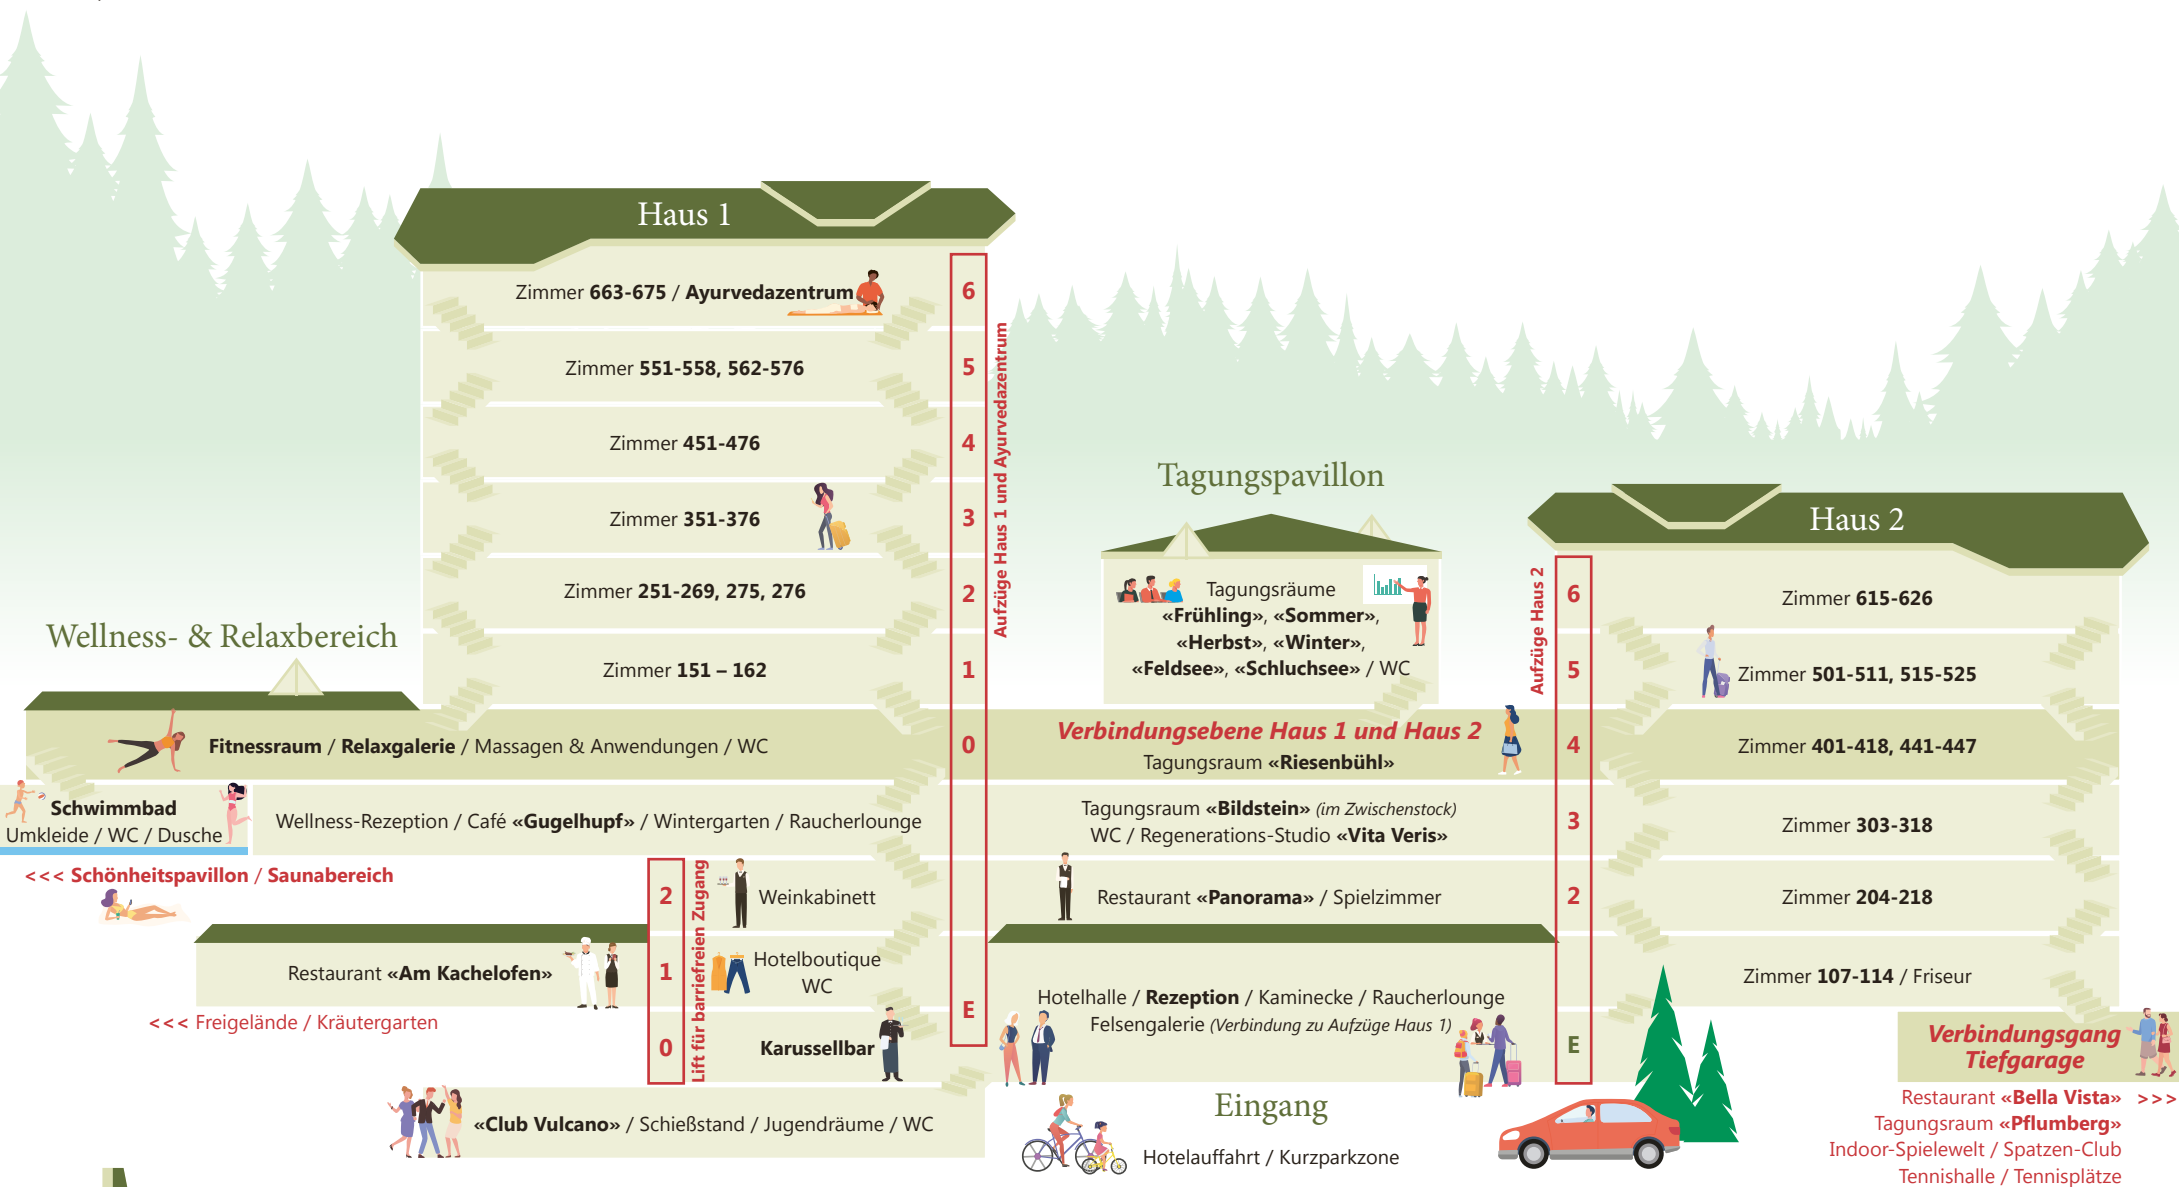 Haus 1
Zimmer 663-675 / Ayurvedazentrum
6
Zimmer 551-558, 562-576
5
Zimmer 451-476
4
Zimmer 351-376
3
Zimmer 251-269, 275, 276
2
Zimmer 151 – 162
1
Aufzüge Haus 1 und Ayurvedazentrum
Tagungspavillon
Tagungsräume
«Frühling», «Sommer»,
«Herbst», «Winter»,
«Feldsee», «Schluchsee» / WC
Haus 2
Aufzüge Haus 2
6
Zimmer 615-626
5
Zimmer 501-511, 515-525
Wellness- & Relaxbereich
Fitnessraum / Relaxgalerie / Massagen & Anwendungen / WC
0
Verbindungsebene Haus 1 und Haus 2
Tagungsraum «Riesenbühl»
4
Zimmer 401-418, 441-447
Schwimmbad
Umkleide / WC / Dusche
Wellness-Rezeption / Café «Gugelhupf» / Wintergarten / Raucherlounge
Tagungsraum «Bildstein» (im Zwischenstock)
WC / Regenerations-Studio «Vita Veris»
3
Zimmer 303-318
<<< Schönheitspavillon / Saunabereich
2
Lift für barriefreien Zugang
Weinkabinett
Restaurant «Panorama» / Spielzimmer
2
Zimmer 204-218
Restaurant «Am Kachelofen»
1
Hotelboutique
WC
Zimmer 107-114 / Friseur
<<< Freigelände / Kräutergarten
0
Karussellbar
E
Hotelhalle / Rezeption / Kaminecke / Raucherlounge
Felsengalerie (Verbindung zu Aufzüge Haus 1)
E
Verbindungsgang
Tiefgarage
«Club Vulcano» / Schießstand / Jugendräume / WC
Eingang
Hotelauffahrt / Kurzparkzone
Restaurant «Bella Vista» >>>
Tagungsraum «Pflumberg»
Indoor-Spielewelt / Spatzen-Club
Tennishalle / Tennisplätze